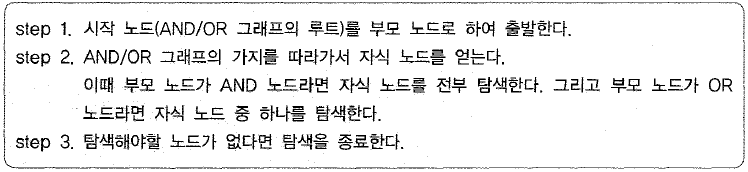 step 1. 시작 노드(AND/OR 그래프의 루트)를 부모 노드로 하여 출발한다.
step 2. AND/OR 그래프의 가지를 따라가서 자식 노드를 얻는다.
이때 부모 노드가 AND 노드라면 자식 노드를 전부 탐색한다. 그리고 부모 노드가 OR
노드라면 자식 노드 중 하나를 탐색한다.
step 3. 탐색해야할 노드가 없다면 탐색을 종료한다.